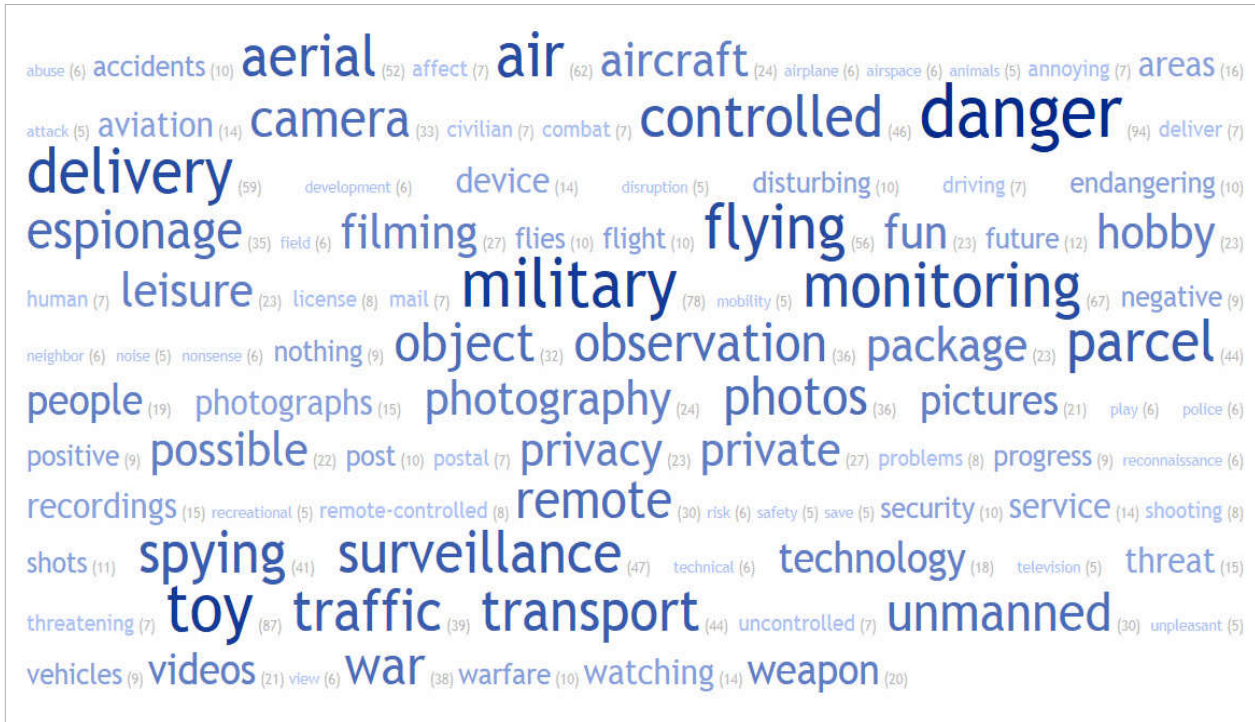 abuse (6) accidents (10) aerial (52) affect (7) air (62) aircraft (24) airplane (6) airspace (6) animals (5) annoying (7) areas (16)
attack (5) aviation (14) camera (33) civilian (7) combat (7) controlled (46) danger (94) deliver (7)
delivery (59) development (6) device (14) disruption (5) disturbing (10) driving (7) endangering (10)
espionage (35) field (6) filming (27) flies (10) flight (10) flying (56) fun (23) future (12) hobby (23)
human (7) leisure (23) license (8) mail (7) military (78) mobility (5) monitoring (67) negative (9)
neighbor (6) noise (5) nonsense (6) nothing (9) object (32) observation (36) package (23) parcel (44)
people (19) photographs (15) photography (24) photos (36) pictures (21) play (6) police (6)
positive (9) possible (22) post (10) postal (7) privacy (23) private (27) problems (8) progress (9) reconnaissance (6)
recordings (15) recreational (5) remote-controlled (8) remote (30) risk (6) safety (5) save (5) security (10) service (14) shooting (8)
shots (11) spying (41) surveillance (47) technical (6) technology (18) television (5) threat (15)
threatening (7) toy (87) traffic (39) transport (44) uncontrolled (7) unmanned (30) unpleasant (5)
vehicles (9) videos (21) view (6) war (38) warfare (10) watching (14) weapon (20)